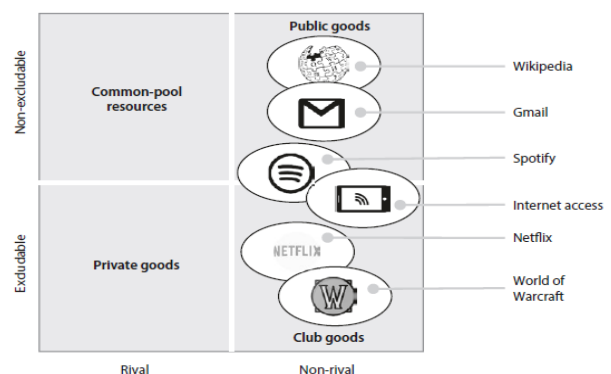 Public goods
Non-excludable
Common-pool
resources
Wikipedia
Gmail
Spotify
Internet access
Exdudable
Private goods
NETFLIX
Netflix
W
World of
Warcraft
Club goods
Rival
Non-rival